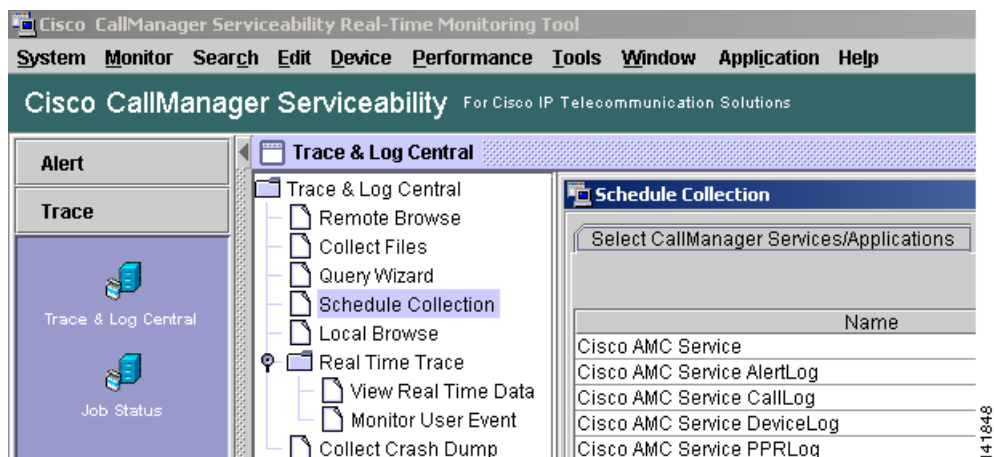 Cisco CallManager Serviceability Real-Time Monitoring Tool
System Monitor Search Edit Device Performance Tools Window Application Help
Cisco CallManager Serviceability For Cisco IP Telecommunication Solutions
Alert
Trace
Trace & Log Central
Job Status
Trace & Log Central
Trace & Log Central
Remote Browse
Collect Files
Query Wizard
Schedule Collection
Local Browse
Real Time Trace
View Real Time Data
Monitor User Event
Collect Crash Dump
Schedule Collection
Select CallManager Services/Applications
Name
Cisco AMC Service
Cisco AMC Service AlertLog
Cisco AMC Service CallLog
Cisco AMC Service DeviceLog
Cisco AMC Service PPRLog
141848